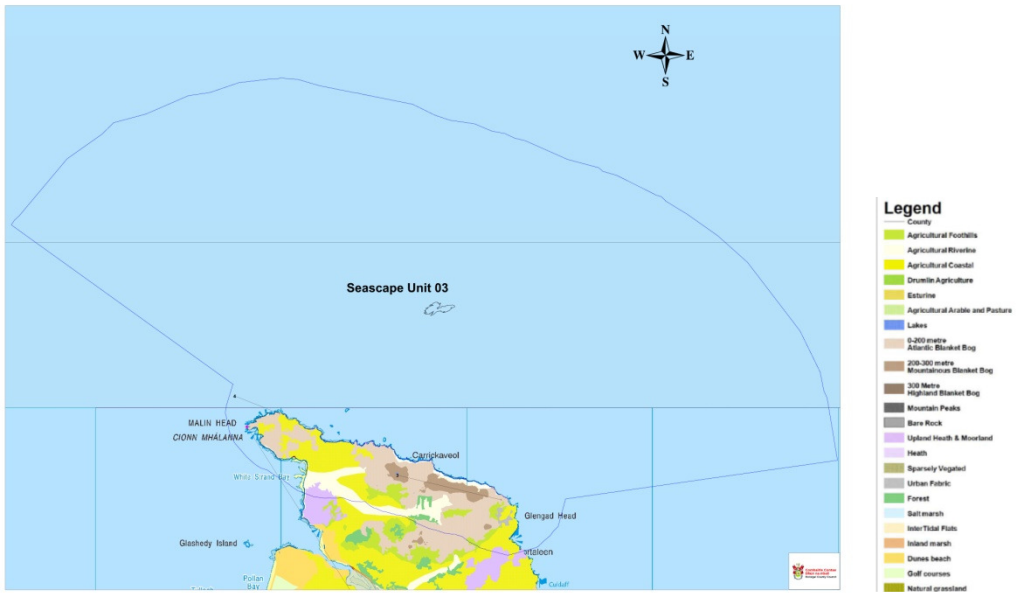 N
W E
S
Seascape Unit 03
MALIN HEAD
CIONN MHÁLANNA
Carrickaveol
White Strand Bay
Glengad Head
Glashedy Island
ortaleen
Pollan
Bay
Culduff
Legend
County
Agricultural Foothills
Agricultural Riverine
Agricultural Coastal
Drumlin Agriculture
Esturine
Agricultural Arable and Pasture
Lakes
0-200 metre
Atlantic Blanket Bog
200-300 metre
Mountainous Blanket Bog
300 Metre
Highland Blanket Bog
Mountain Peaks
Bare Rock
Upland Heath & Moorland
Heath
Sparsely Vegated
Urban Fabric
Forest
Saltmarsh
InterTidal Flats
Inland marsh
Dunes beach
Golf courses
Natural grassland